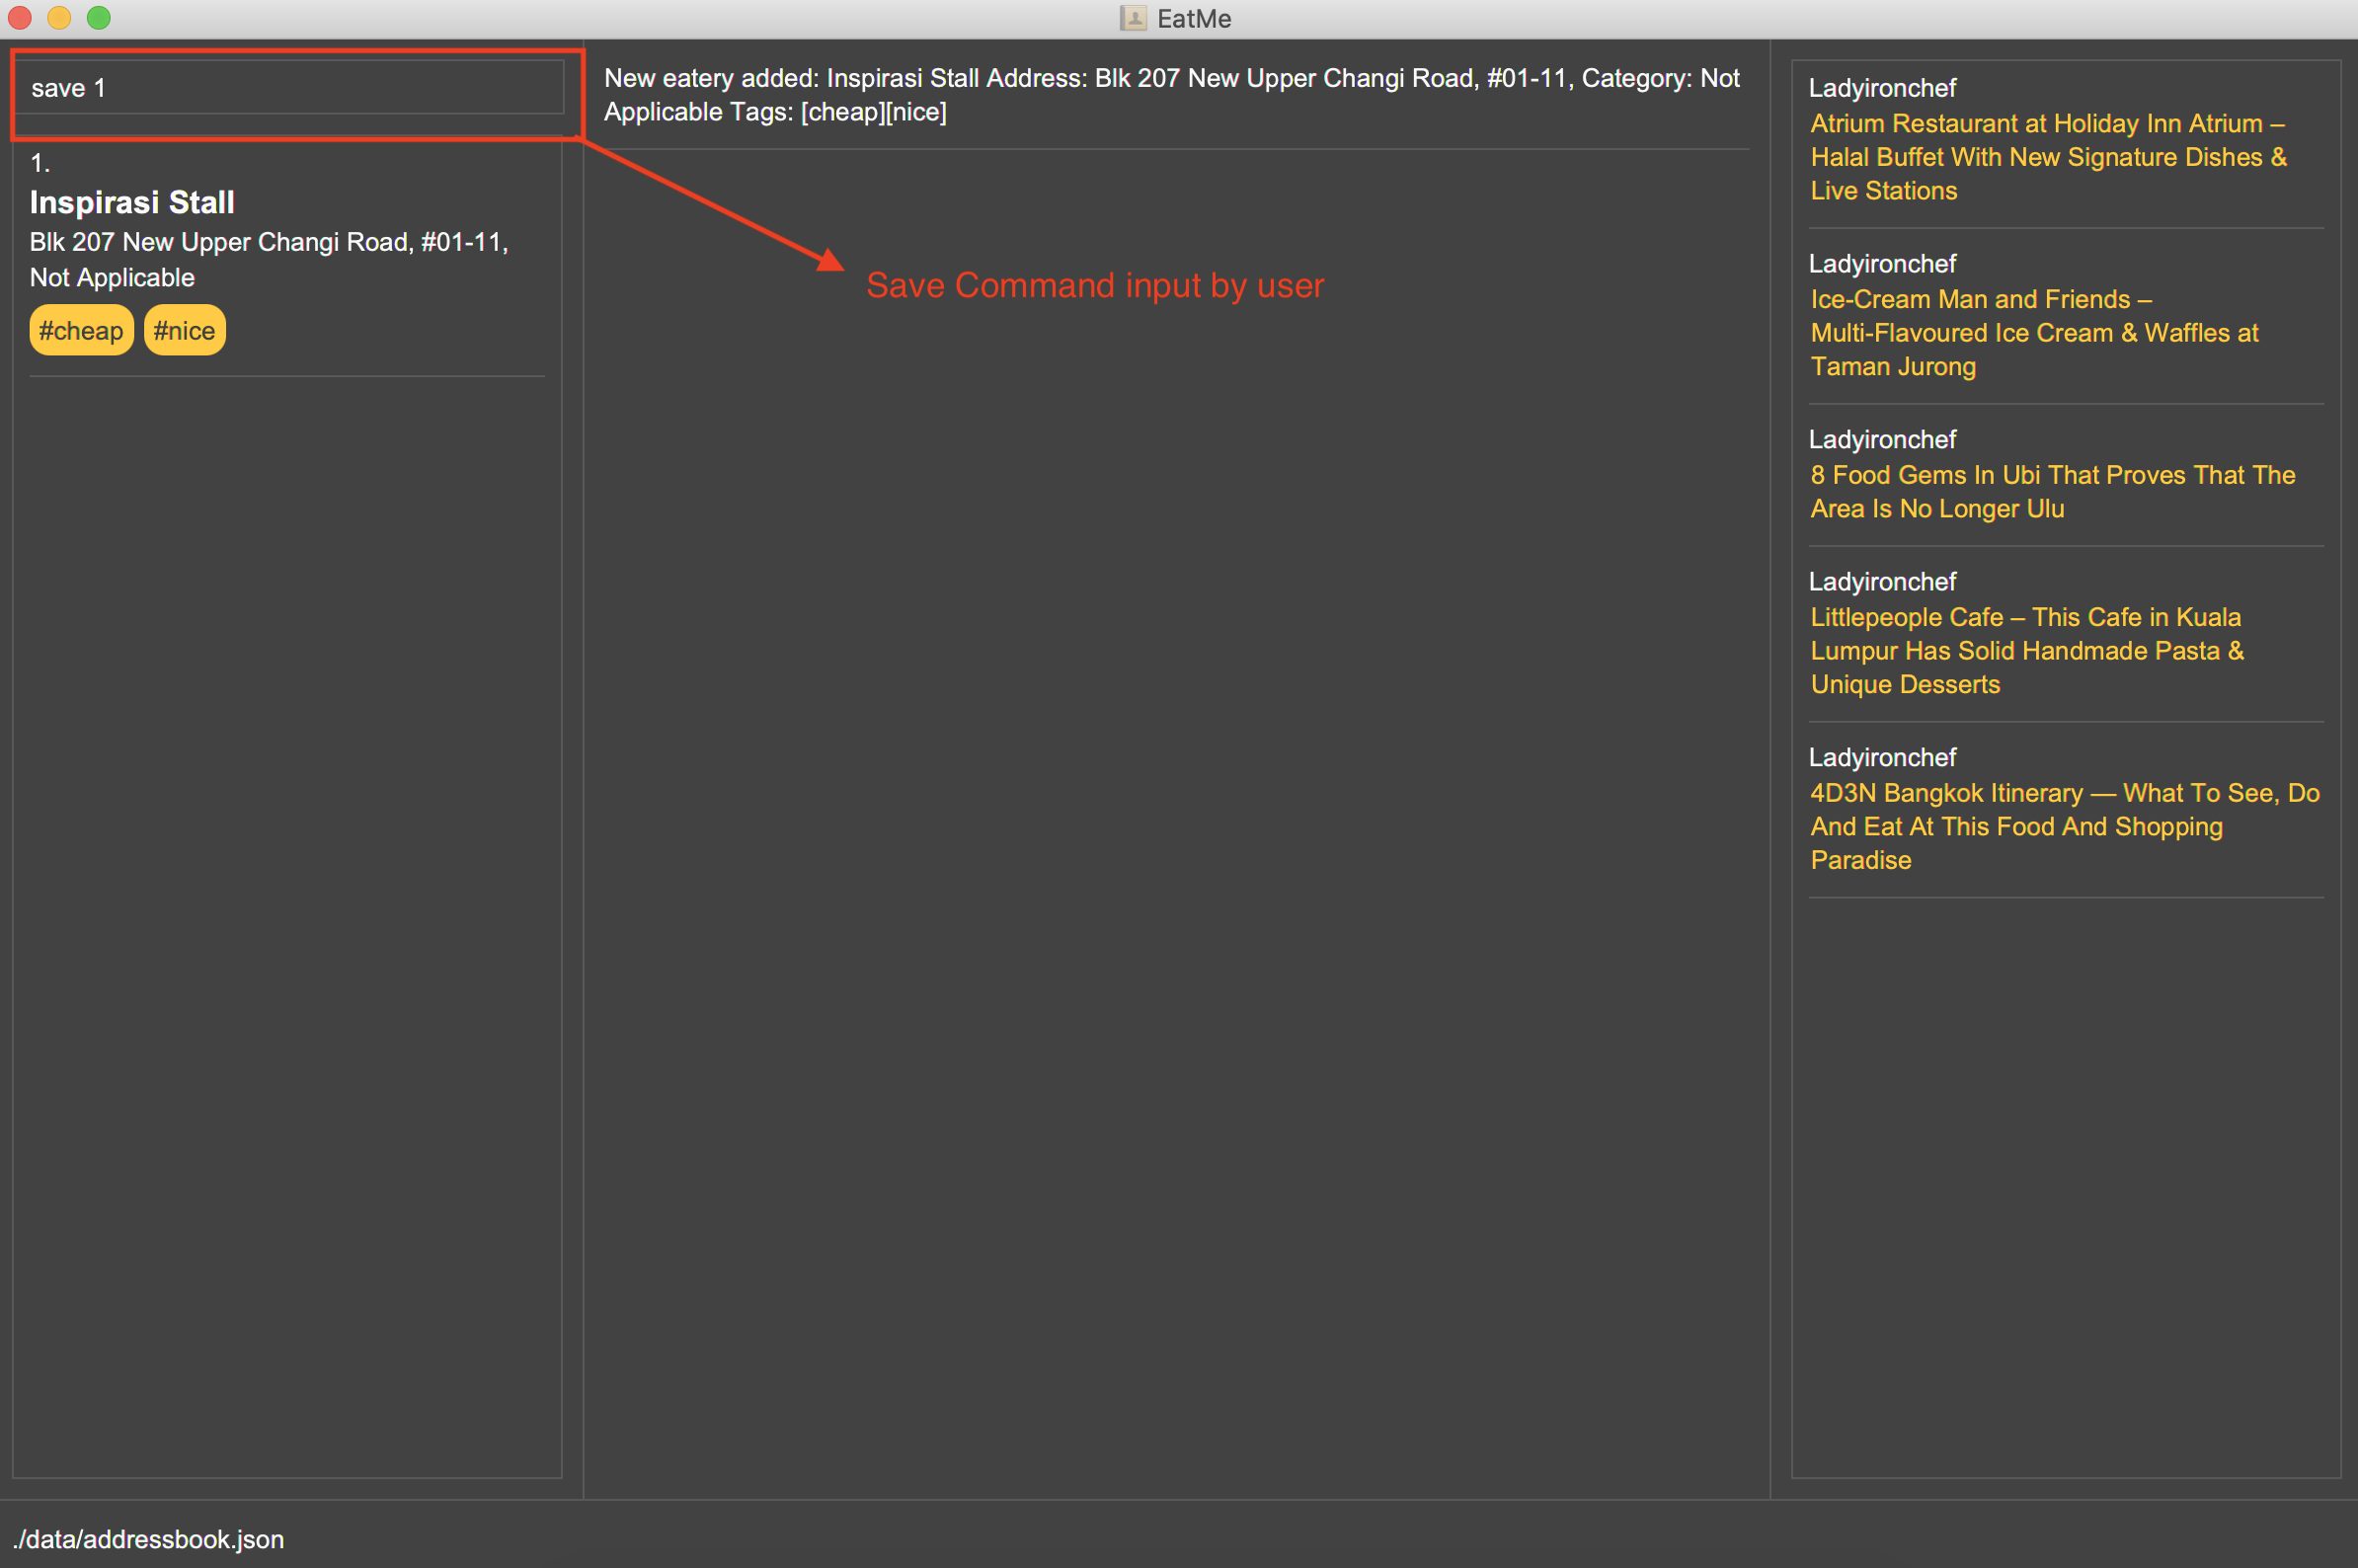 EatMe
save 1
1.
Inspirasi Stall
Blk 207 New Upper Changi Road, #01-11,
Not Applicable
#cheap #nice
New eatery added: Inspirasi Stall Address: Blk 207 New Upper Changi Road, #01-11, Category: Not
Applicable Tags: [cheap][nice]
Save Command input by user
Ladyironchef
Atrium Restaurant at Holiday Inn Atrium –
Halal Buffet With New Signature Dishes &
Live Stations
Ladyironchef
Ice-Cream Man and Friends –
Multi-Flavoured Ice Cream & Waffles at
Taman Jurong
Ladyironchef
8 Food Gems In Ubi That Proves That The
Area Is No Longer Ulu
Ladyironchef
Littlepeople Cafe – This Cafe in Kuala
Lumpur Has Solid Handmade Pasta &
Unique Desserts
Ladyironchef
4D3N Bangkok Itinerary — What To See, Do
And Eat At This Food And Shopping
Paradise
./data/addressbook.json